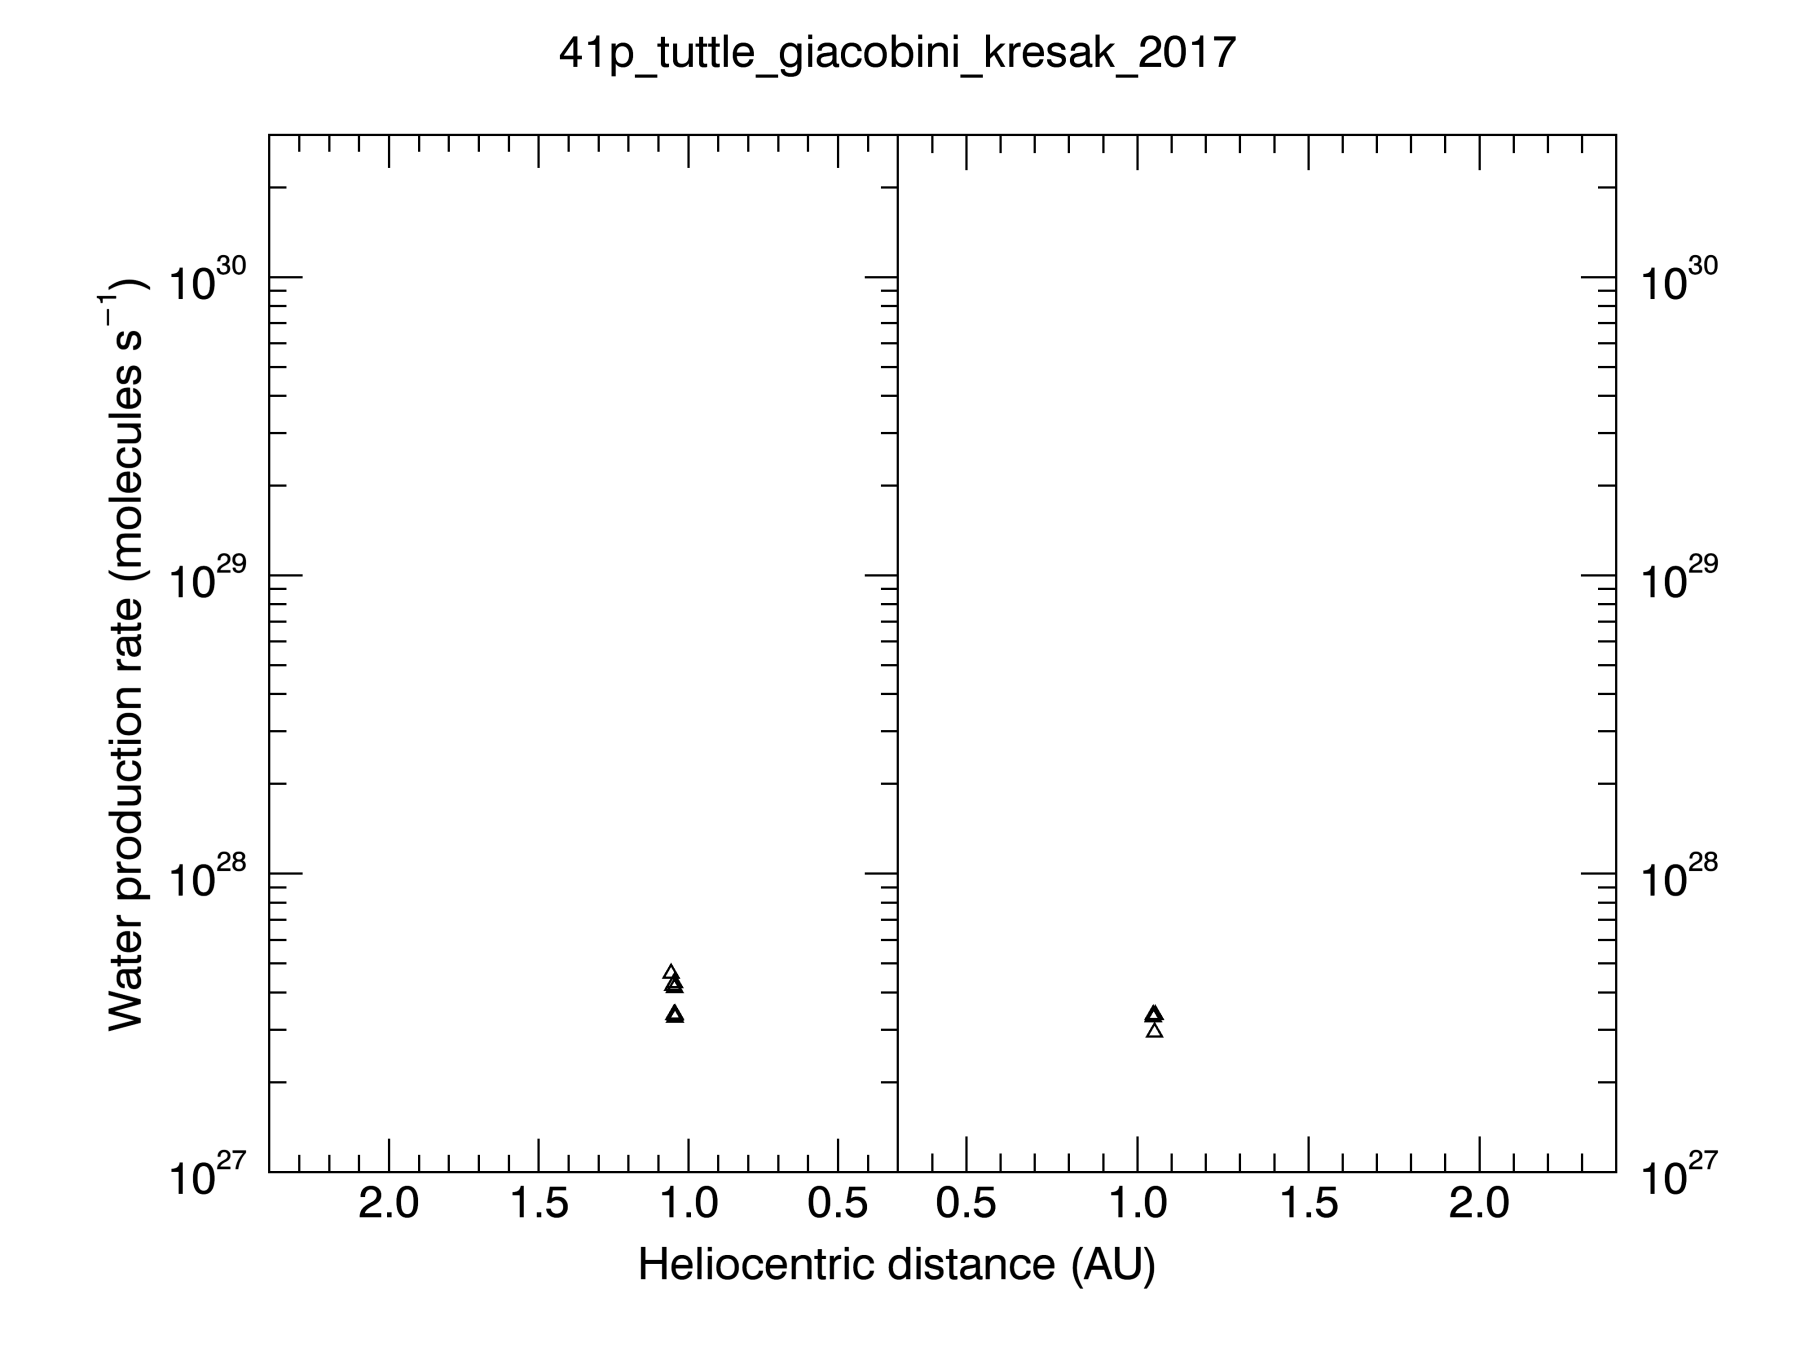 41p_tuttle_giacobini_kresak_2017
Water production rate (molecules s⁻¹)
10³⁰ 10³⁰
10²⁹ 10²⁹
10²⁸ 10²⁸
10²⁷ 10²⁷
2.0 1.5 1.0 0.5 0.5 1.0 1.5 2.0
Heliocentric distance (AU)